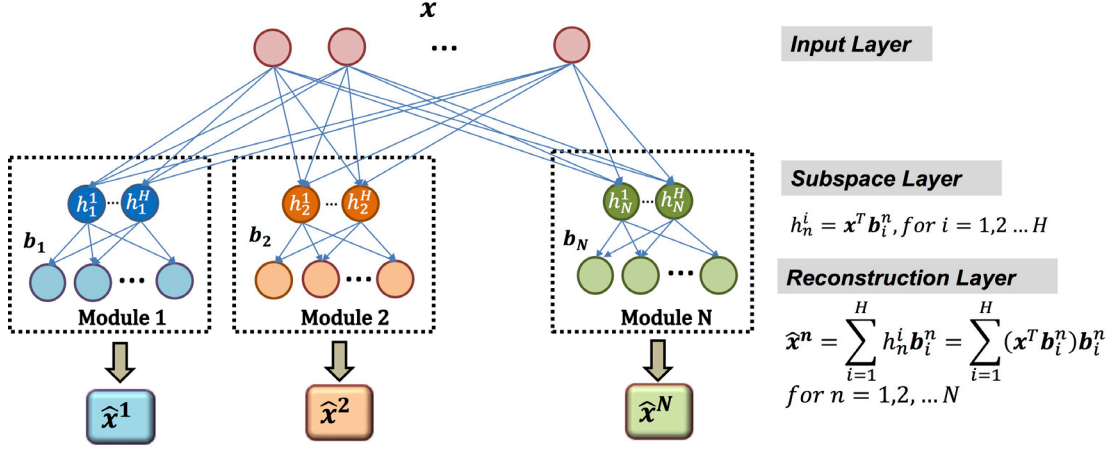 x
...
Input Layer
h_1^1 ... h_1^H
h_2^1 ... h_2^H
h_N^1 ... h_N^H
Subspace Layer
h_n^i = x^T b_i^n, for i = 1,2 ... H
b_1
b_2
b_N
...
...
...
Reconstruction Layer
Module 1
Module 2
Module N
x̂^n = ∑_{i=1}^{H} h_n^i b_i^n = ∑_{i=1}^{H} (x^T b_i^n) b_i^n
for n = 1,2, ... N
x̂^1
x̂^2
x̂^N